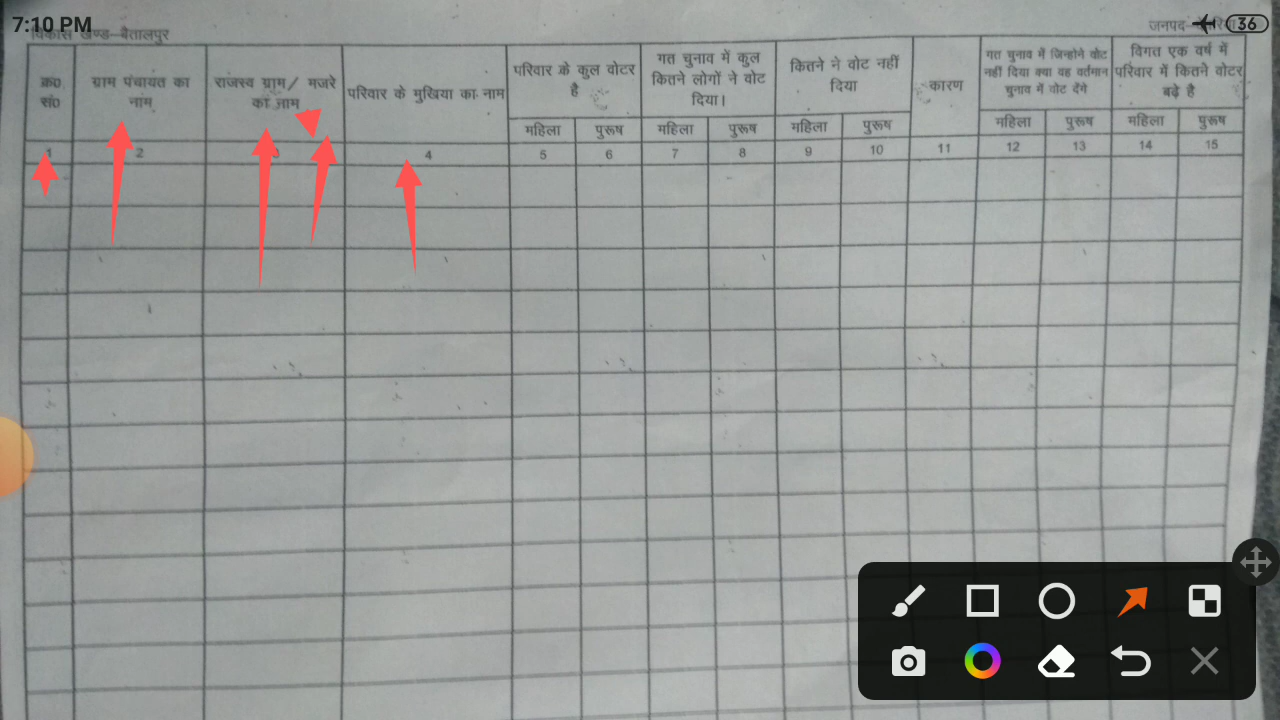 7:10 PM
36
विकास खण्ड–बैतालपुर
जनपद–
क्र0
सं0
ग्राम पंचायत का
नाम
राजस्व ग्राम/ मजरे
का नाम
परिवार के मुखिया का नाम
परिवार के कुल वोटर
है
गत चुनाव में कुल
कितने लोगों ने वोट
दिया।
कितने ने वोट नहीं
दिया
कारण
गत चुनाव में जिन्होने वोट
नहीं दिया क्या वह वर्तमान
चुनाव में वोट देंगे
विगत एक वर्ष में
परिवार में कितने वोटर
बढ़े है
महिला पुरूष महिला पुरूष महिला पुरूष महिला पुरूष महिला पुरूष
1 2 4 5 6 7 8 9 10 11 12 13 14 15